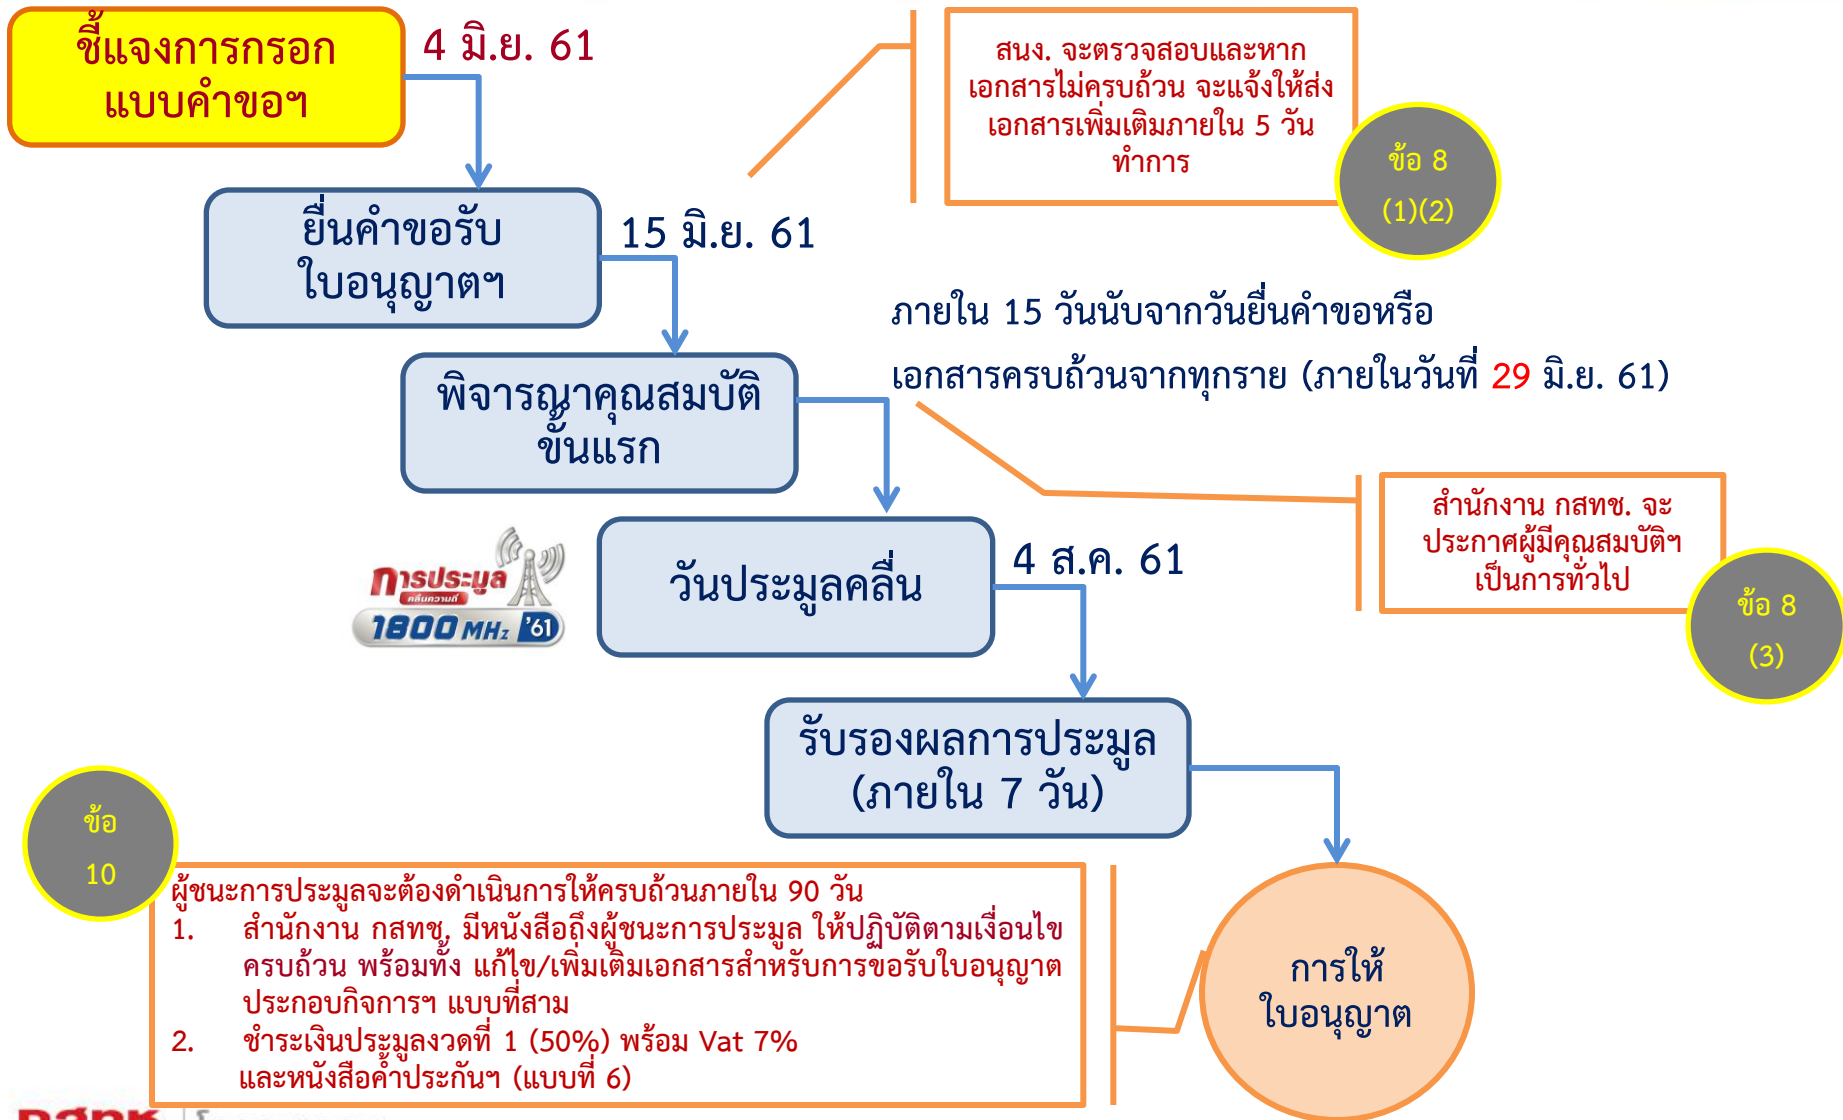 ชี้แจงการกรอก
แบบคำขอฯ
4 มิ.ย. 61
สนง. จะตรวจสอบและหาก
เอกสารไม่ครบถ้วน จะแจ้งให้ส่ง
เอกสารเพิ่มเติมภายใน 5 วัน
ทำการ
ข้อ 8
(1)(2)
ยื่นคำขอรับ
ใบอนุญาตฯ
15 มิ.ย. 61
ภายใน 15 วันนับจากวันยื่นคำขอหรือ
เอกสารครบถ้วนจากทุกราย (ภายในวันที่ 29 มิ.ย. 61)
พิจารณาคุณสมบัติ
ขั้นแรก
สำนักงาน กสทช. จะ
ประกาศผู้มีคุณสมบัติฯ
เป็นการทั่วไป
ข้อ 8
(3)
การประมูล
คลื่นความถี่
1800 MHz '61
วันประมูลคลื่น
4 ส.ค. 61
รับรองผลการประมูล
(ภายใน 7 วัน)
ข้อ
10
ผู้ชนะการประมูลจะต้องดำเนินการให้ครบถ้วนภายใน 90 วัน
1. สำนักงาน กสทช. มีหนังสือถึงผู้ชนะการประมูล ให้ปฏิบัติตามเงื่อนไข
ครบถ้วน พร้อมทั้ง แก้ไข/เพิ่มเติมเอกสารสำหรับการขอรับใบอนุญาต
ประกอบกิจการฯ แบบที่สาม
2. ชำระเงินประมูลงวดที่ 1 (50%) พร้อม Vat 7%
และหนังสือค้ำประกันฯ (แบบที่ 6)
การให้
ใบอนุญาต
กสทช